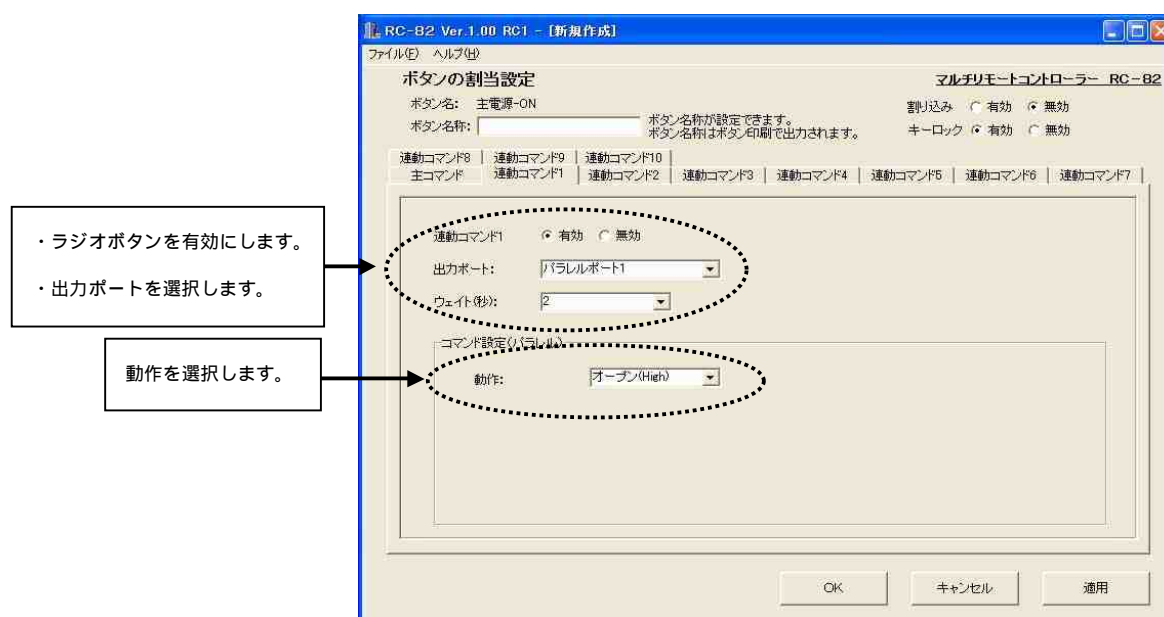 RC-82 Ver.1.00 RC1 - [新規作成]
ファイル(F) ヘルプ(H)
ボタンの割当設定
マルチリモートコントローラー RC-82
ボタン名: 主電源-ON
割り込み 有効 無効
ボタン名称:
ボタン名称が設定できます。
ボタン名称はボタン印刷で出力されます。
キーロック 有効 無効
連動コマンド8 連動コマンド9 連動コマンド10
主コマンド 連動コマンド1 連動コマンド2 連動コマンド3 連動コマンド4 連動コマンド5 連動コマンド6 連動コマンド7
・ラジオボタンを有効にします。
・出力ポートを選択します。
連動コマンド1 有効 無効
出力ポート: パラレルポート1
ウェイト(秒): 2
コマンド設定(パラレル)
動作を選択します。
動作: オープン(High)
OK キャンセル 適用